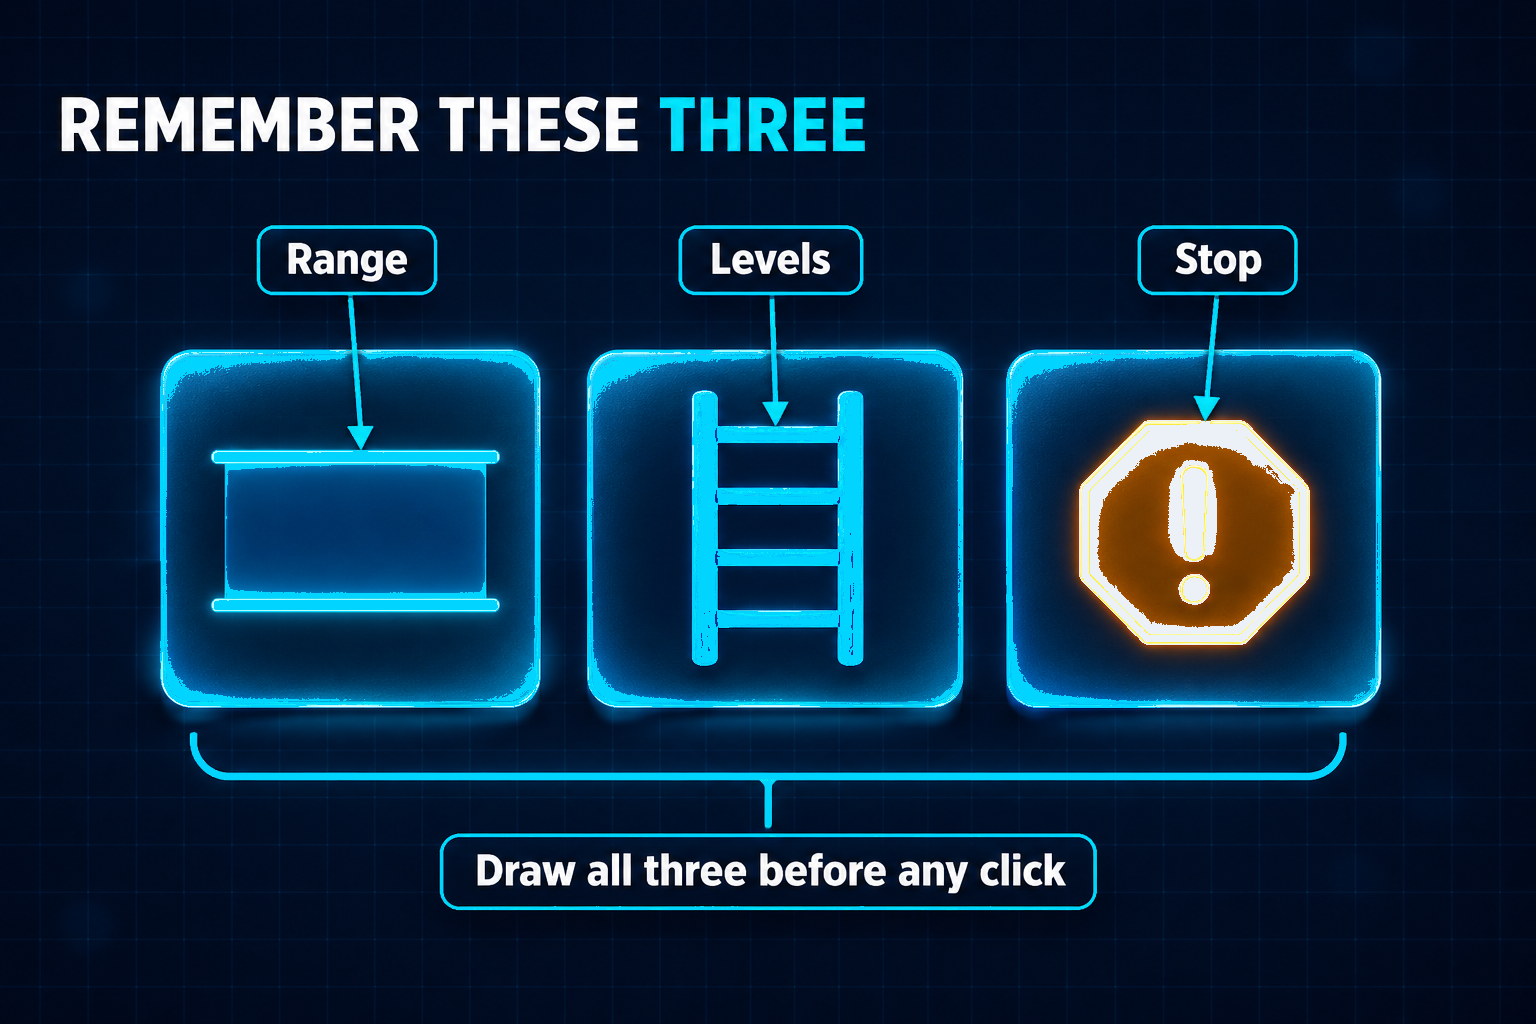 REMEMBER THESE THREE
Range
Levels
Stop
Draw all three before any click